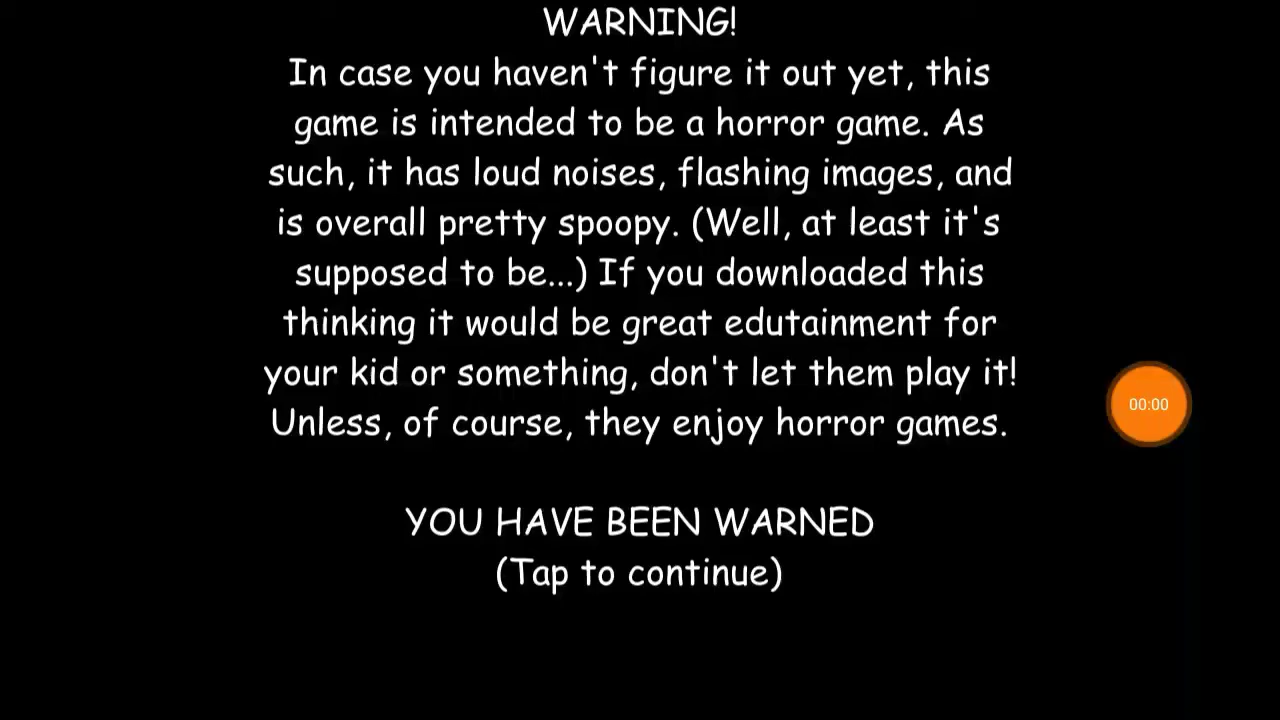 WARNING!
In case you haven't figure it out yet, this
game is intended to be a horror game. As
such, it has loud noises, flashing images, and
is overall pretty spoopy. (Well, at least it's
supposed to be...) If you downloaded this
thinking it would be great edutainment for
your kid or something, don't let them play it!
Unless, of course, they enjoy horror games.
YOU HAVE BEEN WARNED
(Tap to continue)
00:00